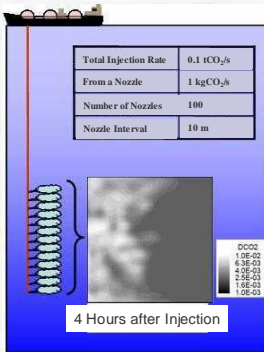 Total Injection Rate 0.1 tCO₂/s
From a Nozzle 1 kgCO₂/s
Number of Nozzles 100
Nozzle Interval 10 m
DCO2
1.0E-02
6.3E-03
4.0E-03
2.5E-03
1.6E-03
1.0E-03
4 Hours after Injection